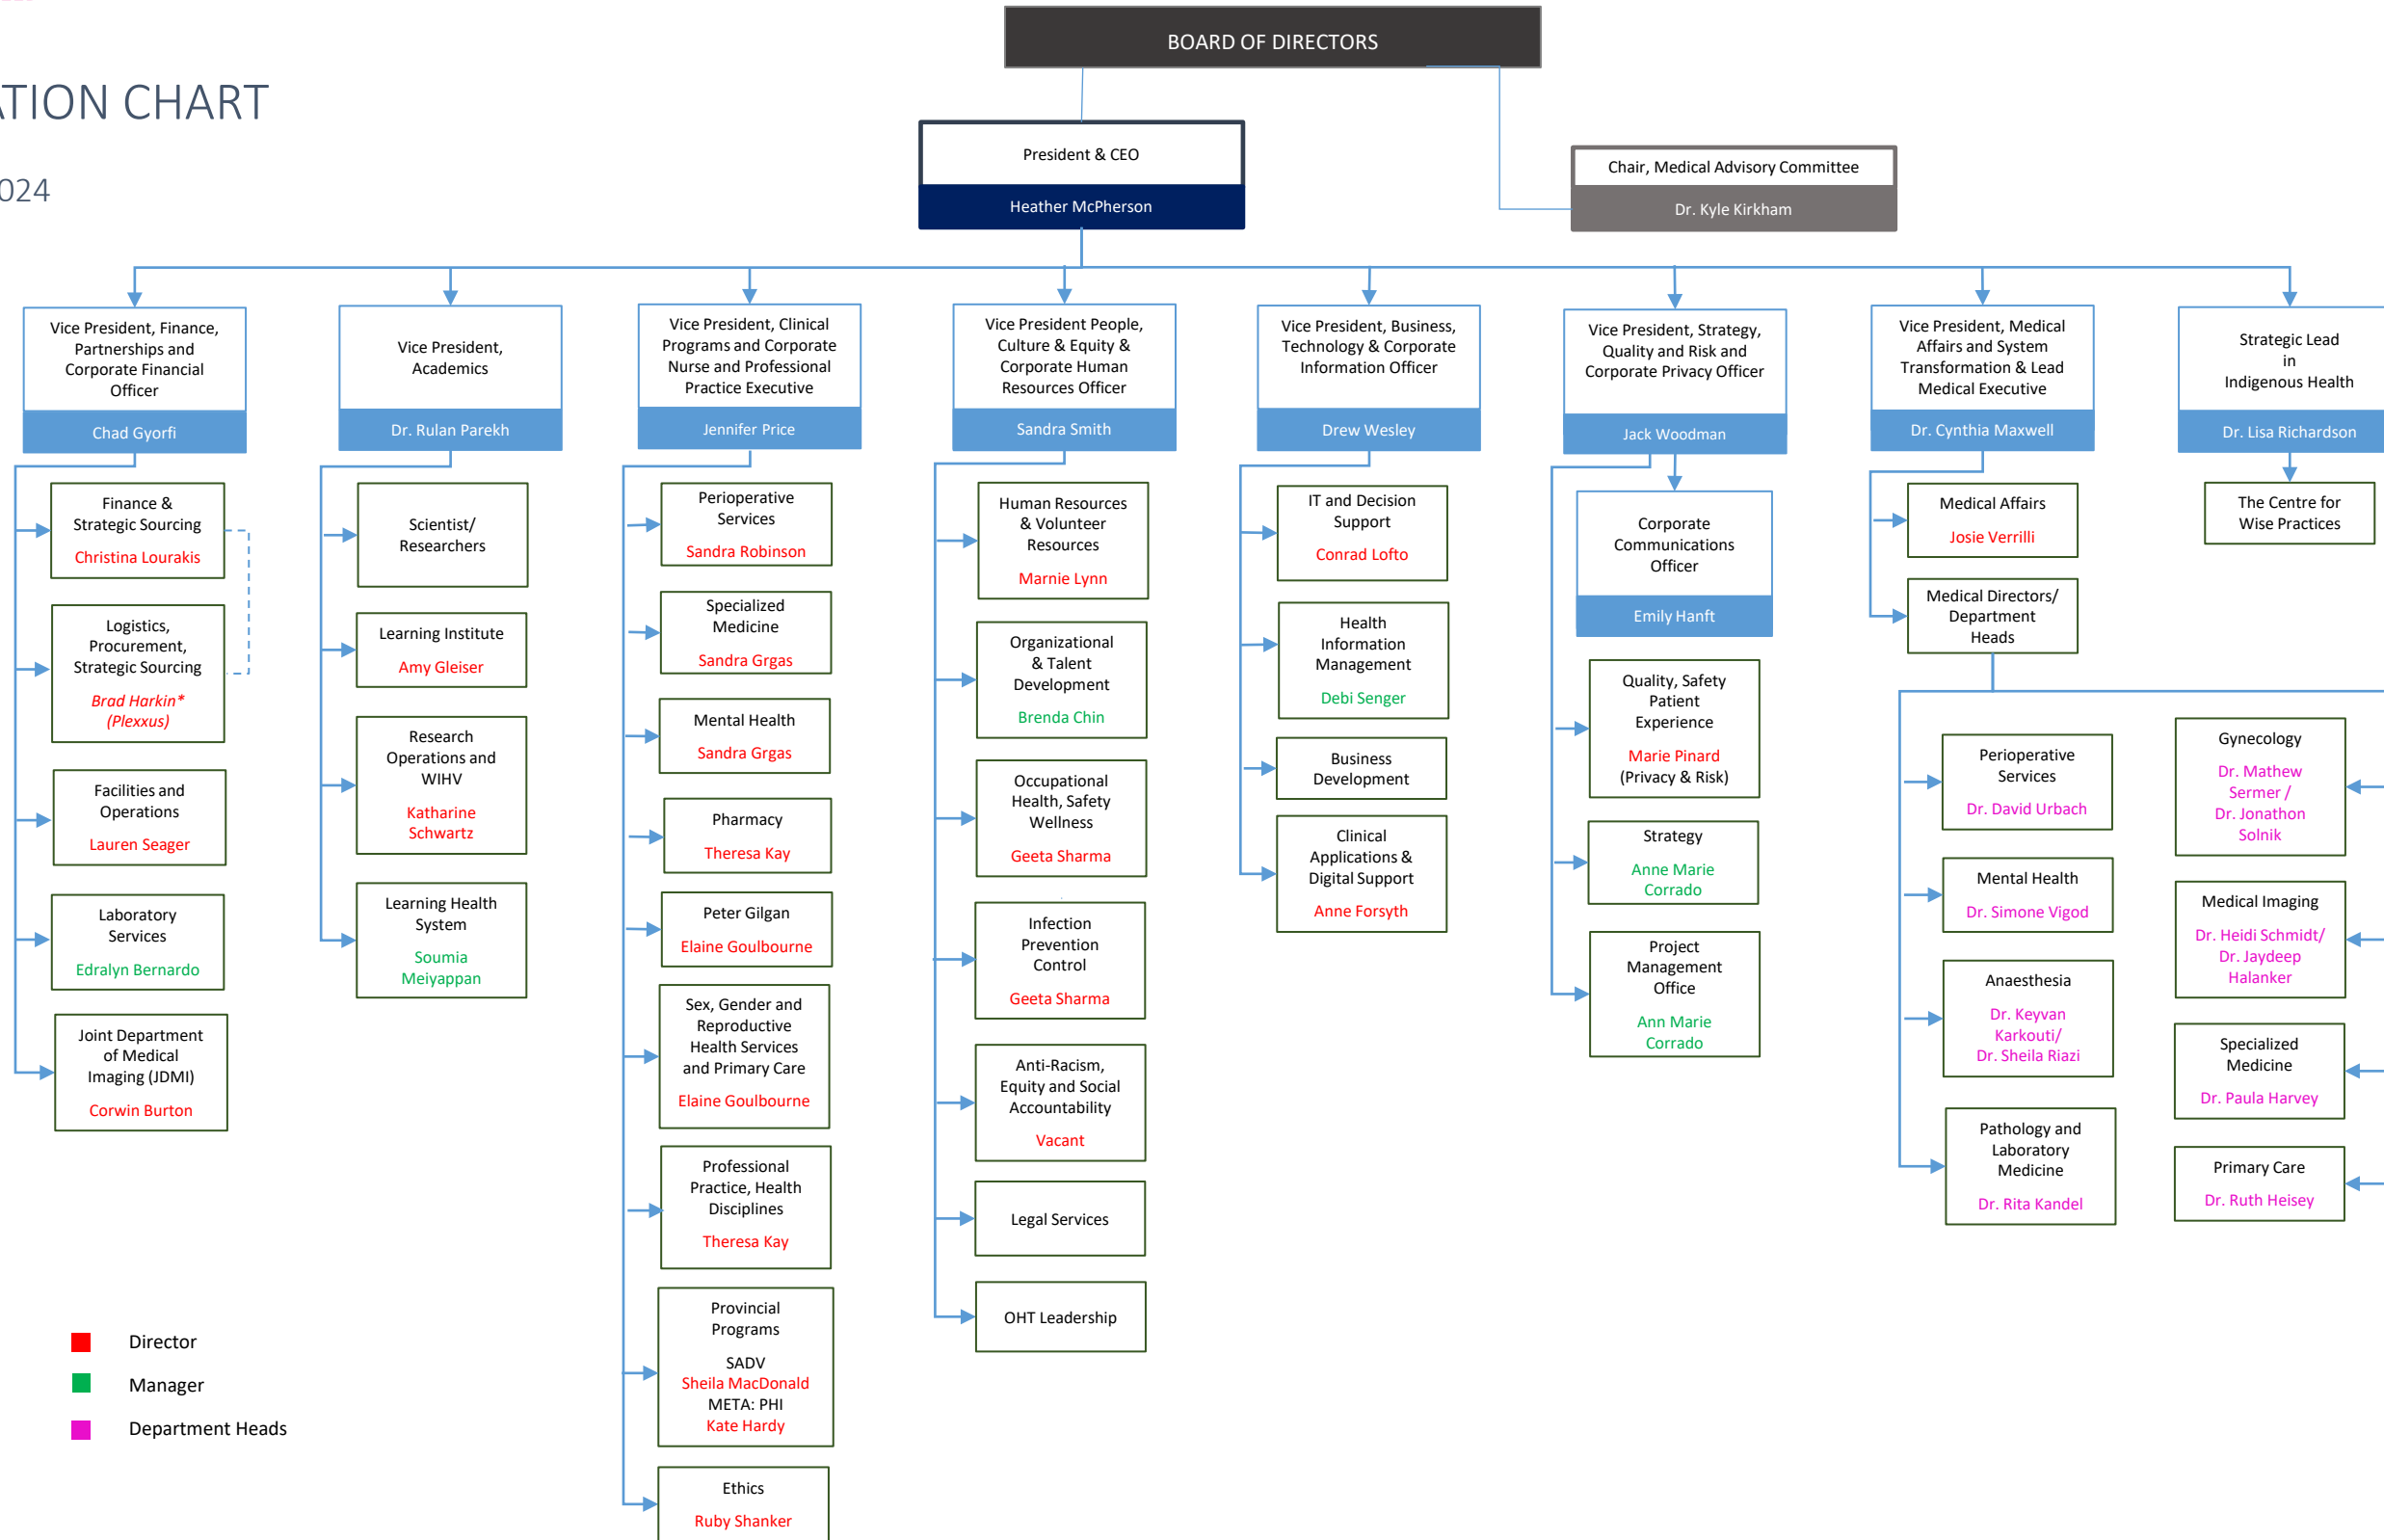 BOARD OF DIRECTORS
ATION CHART
024
President & CEO
Heather McPherson
Chair, Medical Advisory Committee
Dr. Kyle Kirkham
Vice President, Finance,
Partnerships and
Corporate Financial
Officer
Chad Gyorfi
Finance &
Strategic Sourcing
Christina Lourakis
Logistics,
Procurement,
Strategic Sourcing
Brad Harkin*
(Plexxus)
Facilities and
Operations
Lauren Seager
Laboratory
Services
Edralyn Bernardo
Joint Department
of Medical
Imaging (JDMI)
Corwin Burton
Vice President,
Academics
Dr. Rulan Parekh
Scientist/
Researchers
Learning Institute
Amy Gleiser
Research
Operations and
WIHV
Katharine
Schwartz
Learning Health
System
Soumia
Meiyappan
Vice President, Clinical
Programs and Corporate
Nurse and Professional
Practice Executive
Jennifer Price
Perioperative
Services
Sandra Robinson
Specialized
Medicine
Sandra Grgas
Mental Health
Sandra Grgas
Pharmacy
Theresa Kay
Peter Gilgan
Elaine Goulbourne
Sex, Gender and
Reproductive
Health Services
and Primary Care
Elaine Goulbourne
Professional
Practice, Health
Disciplines
Theresa Kay
Provincial
Programs
SADV
Sheila MacDonald
META: PHI
Kate Hardy
Ethics
Ruby Shanker
Vice President People,
Culture & Equity &
Corporate Human
Resources Officer
Sandra Smith
Human Resources
& Volunteer
Resources
Marnie Lynn
Organizational
& Talent
Development
Brenda Chin
Occupational
Health, Safety
Wellness
Geeta Sharma
Infection
Prevention
Control
Geeta Sharma
Anti-Racism,
Equity and Social
Accountability
Vacant
Legal Services
OHT Leadership
Vice President, Business,
Technology & Corporate
Information Officer
Drew Wesley
IT and Decision
Support
Conrad Lofto
Health
Information
Management
Debi Senger
Business
Development
Clinical
Applications &
Digital Support
Anne Forsyth
Vice President, Strategy,
Quality and Risk and
Corporate Privacy Officer
Jack Woodman
Corporate
Communications
Officer
Emily Hanft
Quality, Safety
Patient
Experience
Marie Pinard
(Privacy & Risk)
Strategy
Anne Marie
Corrado
Project
Management
Office
Ann Marie
Corrado
Vice President, Medical
Affairs and System
Transformation & Lead
Medical Executive
Dr. Cynthia Maxwell
Medical Affairs
Josie Verrilli
Medical Directors/
Department
Heads
Perioperative
Services
Dr. David Urbach
Mental Health
Dr. Simone Vigod
Anaesthesia
Dr. Keyvan
Karkouti/
Dr. Sheila Riazi
Pathology and
Laboratory
Medicine
Dr. Rita Kandel
Gynecology
Dr. Mathew
Sermer /
Dr. Jonathon
Solnik
Medical Imaging
Dr. Heidi Schmidt/
Dr. Jaydeep
Halanker
Specialized
Medicine
Dr. Paula Harvey
Primary Care
Dr. Ruth Heisey
Strategic Lead
in
Indigenous Health
Dr. Lisa Richardson
The Centre for
Wise Practices
Director
Manager
Department Heads